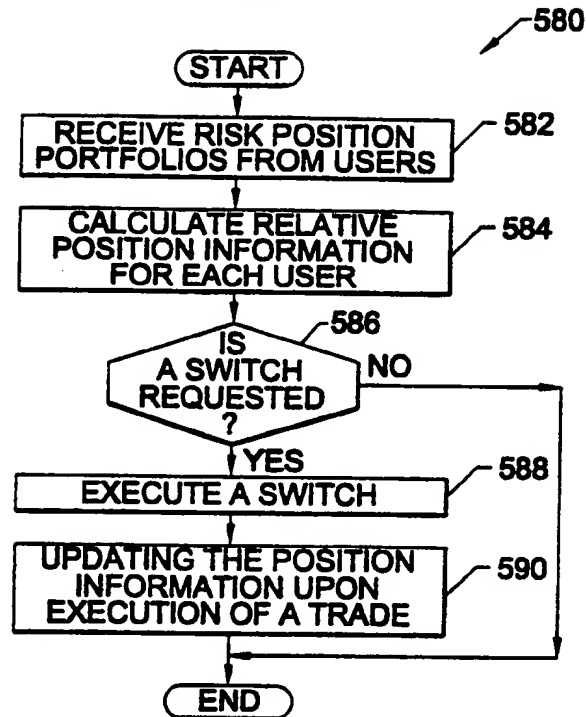 580
START
RECEIVE RISK POSITION
PORTFOLIOS FROM USERS
582
CALCULATE RELATIVE
POSITION INFORMATION
FOR EACH USER
584
586
IS
A SWITCH
REQUESTED
?
NO
YES
EXECUTE A SWITCH
588
UPDATING THE POSITION
INFORMATION UPON
EXECUTION OF A TRADE
590
END